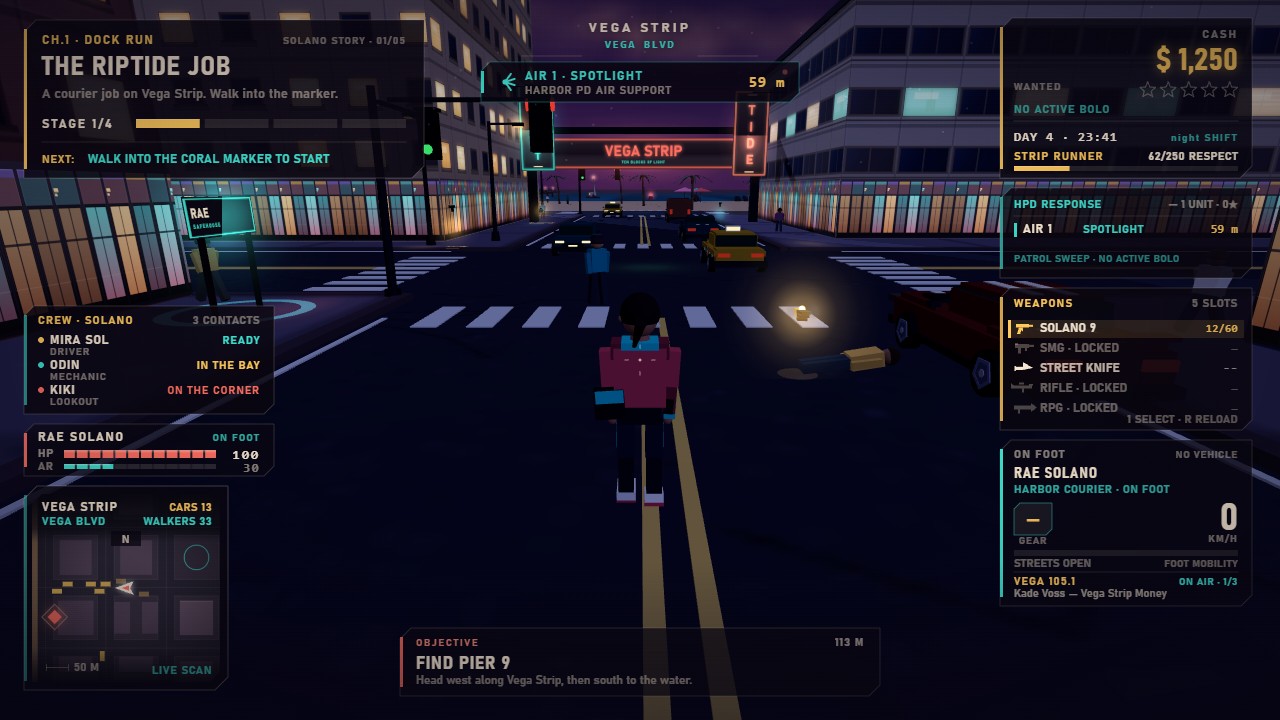 CH.1 · DOCK RUN
SOLANO STORY · 01/05
THE RIPTIDE JOB
A courier job on Vega Strip. Walk into the marker.
STAGE 1/4
NEXT: WALK INTO THE CORAL MARKER TO START
VEGA STRIP
VEGA BLVD
AIR 1 · SPOTLIGHT
HARBOR PD AIR SUPPORT
59 m
CASH
$ 1,250
WANTED
NO ACTIVE BOLO
DAY 4 · 23:41
night SHIFT
STRIP RUNNER
62/250 RESPECT
HPD RESPONSE
— 1 UNIT · 0★
AIR 1
SPOTLIGHT
59 m
PATROL SWEEP · NO ACTIVE BOLO
WEAPONS
5 SLOTS
SOLANO 9
12/60
SMG · LOCKED
—
STREET KNIFE
--
RIFLE · LOCKED
—
RPG · LOCKED
—
1 SELECT · R RELOAD
ON FOOT
NO VEHICLE
RAE SOLANO
HARBOR COURIER · ON FOOT
—
GEAR
0
KM/H
STREETS OPEN
FOOT MOBILITY
VEGA 105.1
ON AIR · 1/3
Kade Voss — Vega Strip Money
VEGA STRIP
TEN BLOCKS OF LIGHT
T
I
D
E
T
RAE
SAFEHOUSE
CREW · SOLANO
3 CONTACTS
MIRA SOL
READY
DRIVER
ODIN
IN THE BAY
MECHANIC
KIKI
ON THE CORNER
LOOKOUT
RAE SOLANO
ON FOOT
HP
100
AR
30
VEGA STRIP
CARS 13
VEGA BLVD
WALKERS 33
N
50 M
LIVE SCAN
OBJECTIVE
113 M
FIND PIER 9
Head west along Vega Strip, then south to the water.